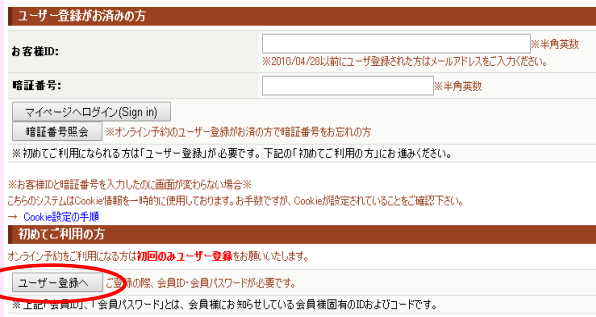 ユーザー登録がお済みの方
お客様ID:
※半角英数
※2010/04/28以前にユーザ登録された方はメールアドレスをご入力ください。
暗証番号:
※半角英数
マイページへログイン(Sign in)
暗証番号照会 ※オンライン予約のユーザー登録がお済の方で暗証番号をお忘れの方
※初めてご利用になられる方は「ユーザー登録」が必要です。下記の「初めてご利用の方」にお進みください。
※お客様IDと暗証番号を入力したのに画面が変わらない場合※
こちらのシステムはCookie情報を一時的に使用しております。お手数ですが、Cookieが設定されていることをご確認下さい。
→ Cookie設定の手順
初めてご利用の方
オンライン予約をご利用になる方は初回のみユーザー登録をお願いいたします。
ユーザー登録へ ご登録の際、会員ID・会員パスワードが必要です。
※上記「会員ID」、「会員パスワード」とは、会員様にお知らせしている会員様固有のIDおよびコードです。